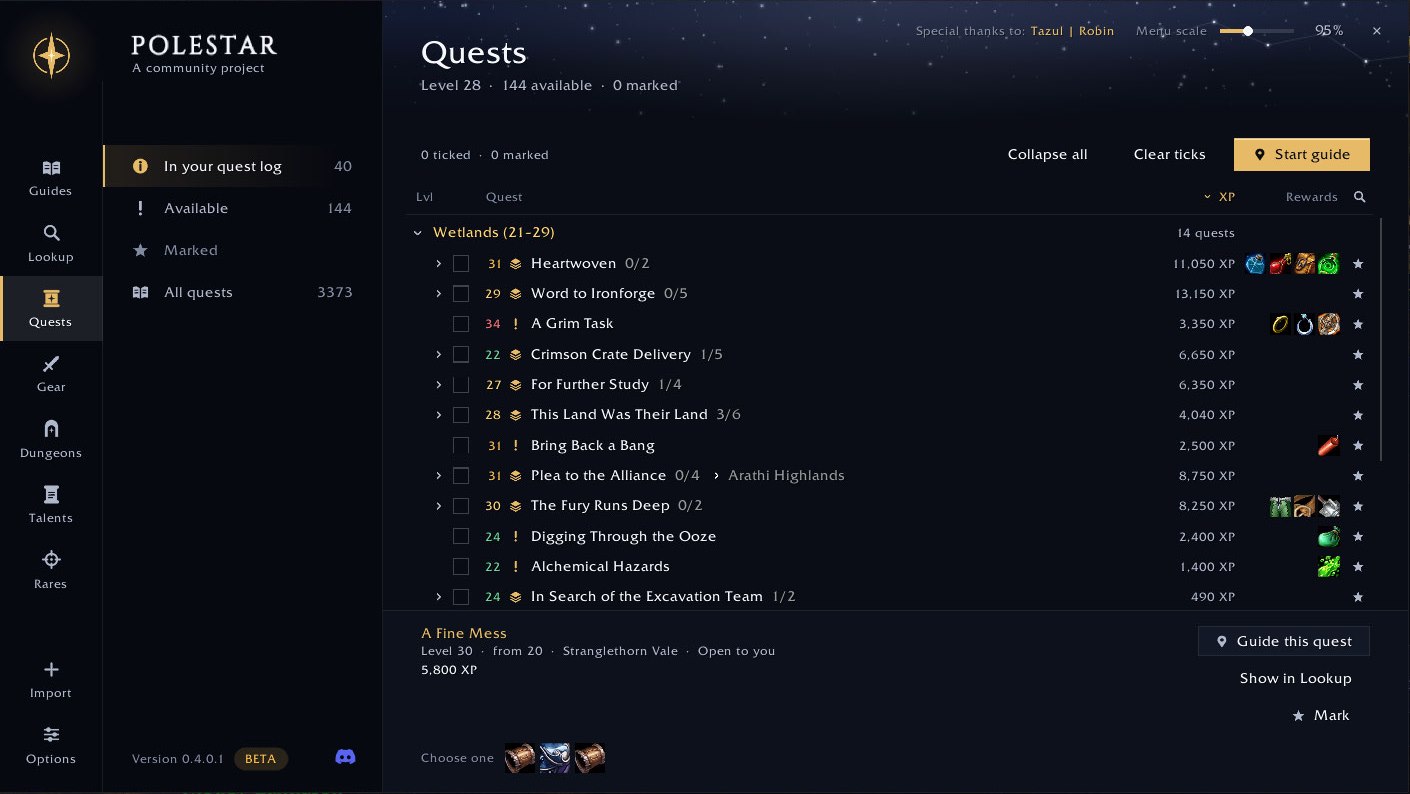 POLESTAR
A community project
Guides
Lookup
Quests
Gear
Dungeons
Talents
Rares
Import
Options
In your quest log 40
Available 144
Marked
All quests 3373
Version 0.4.0.1 BETA
Quests
Level 28 · 144 available · 0 marked
Special thanks to: Tazul | Robin Menu scale 95% ×
0 ticked · 0 marked Collapse all Clear ticks Start guide
Lvl Quest XP Rewards
Wetlands (21-29) 14 quests
31 Heartwoven 0/2 11,050 XP
29 Word to Ironforge 0/5 13,150 XP
34 ! A Grim Task 3,350 XP
22 Crimson Crate Delivery 1/5 6,650 XP
27 For Further Study 1/4 6,350 XP
28 This Land Was Their Land 3/6 4,040 XP
31 ! Bring Back a Bang 2,500 XP
31 Plea to the Alliance 0/4 › Arathi Highlands 8,750 XP
30 The Fury Runs Deep 0/2 8,250 XP
24 ! Digging Through the Ooze 2,400 XP
22 ! Alchemical Hazards 1,400 XP
24 In Search of the Excavation Team 1/2 490 XP
A Fine Mess
Level 30 · from 20 · Stranglethorn Vale · Open to you
5,800 XP
Guide this quest
Show in Lookup
Mark
Choose one